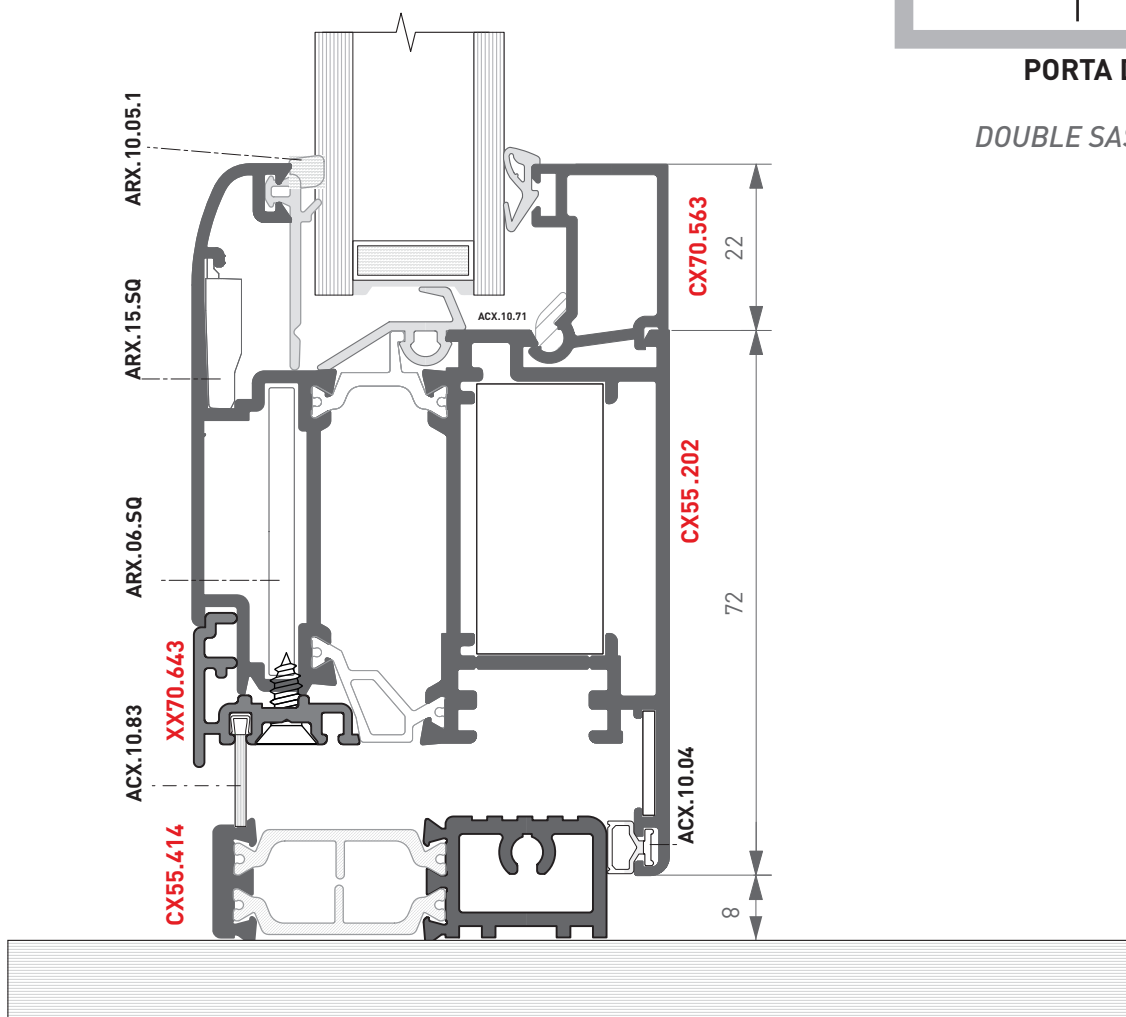 PORTA D
DOUBLE SAS
ARX.10.05.1
CX70.563
22
ARX.15.SQ
ACX.10.71
CX55.202
ARX.06.SQ
72
XX70.643
ACX.10.83
ACX.10.04
CX55.414
8